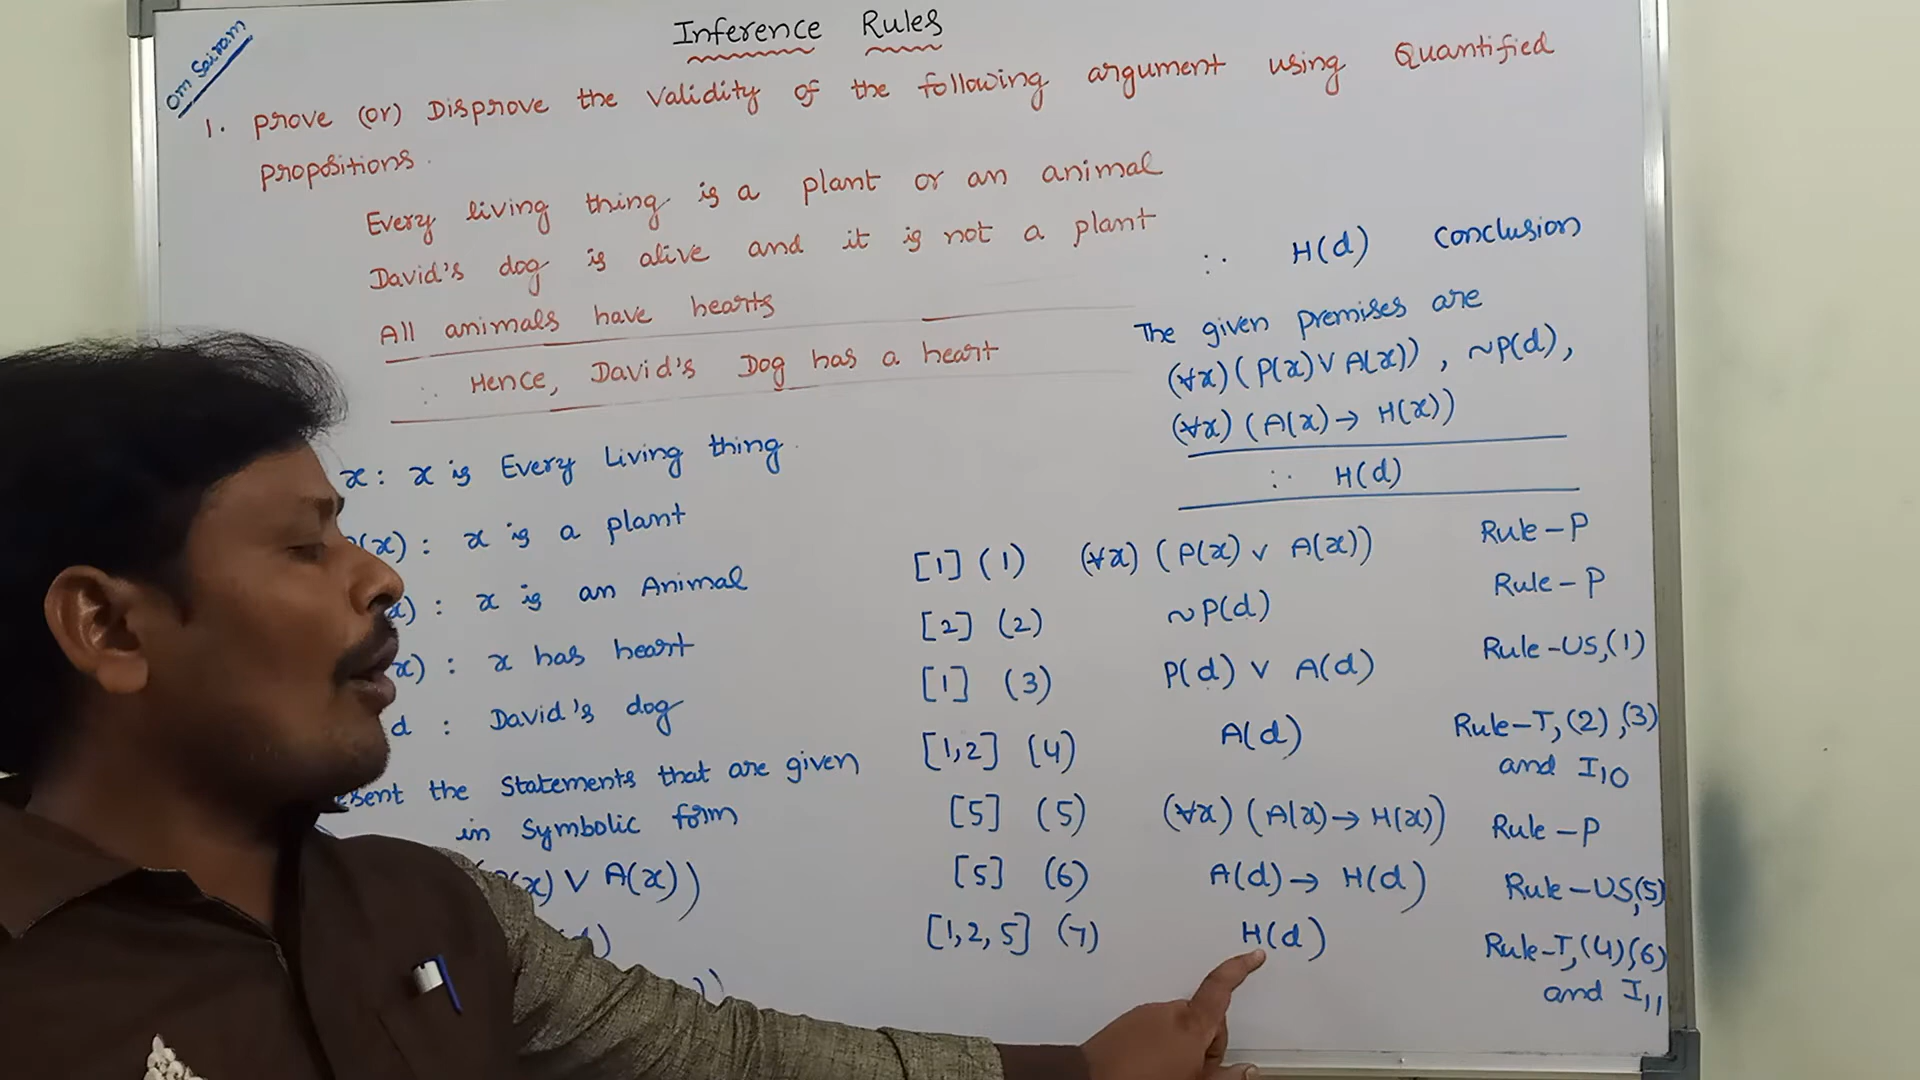 Om Sairam
Inference Rules
1. Prove (or) Disprove the validity of the following argument using Quantified
propositions.
Every living thing is a plant or an animal
David's dog is alive and it is not a plant
All animals have hearts
∴ Hence, David's Dog has a heart
x : x is Every Living thing.
(x) : x is a plant
x) : x is an Animal
x) : x has heart
d : David's dog
the Statements that are given
in Symbolic form
(x) ∨ A(x))
d)
))
∴ H(d) Conclusion
The given premises are
(∀x) (P(x) ∨ A(x)) , ~P(d),
(∀x) (A(x) → H(x))
∴ H(d)
[1] (1) (∀x) (P(x) ∨ A(x)) Rule-P
[2] (2) ~P(d) Rule-P
[1] (3) P(d) ∨ A(d) Rule-US,(1)
[1,2] (4) A(d) Rule-T,(2),(3)
and I10
[5] (5) (∀x) (A(x) → H(x)) Rule-P
[5] (6) A(d) → H(d) Rule-US,(5)
[1,2,5] (7) H(d) Rule-T,(4),(6)
and I11